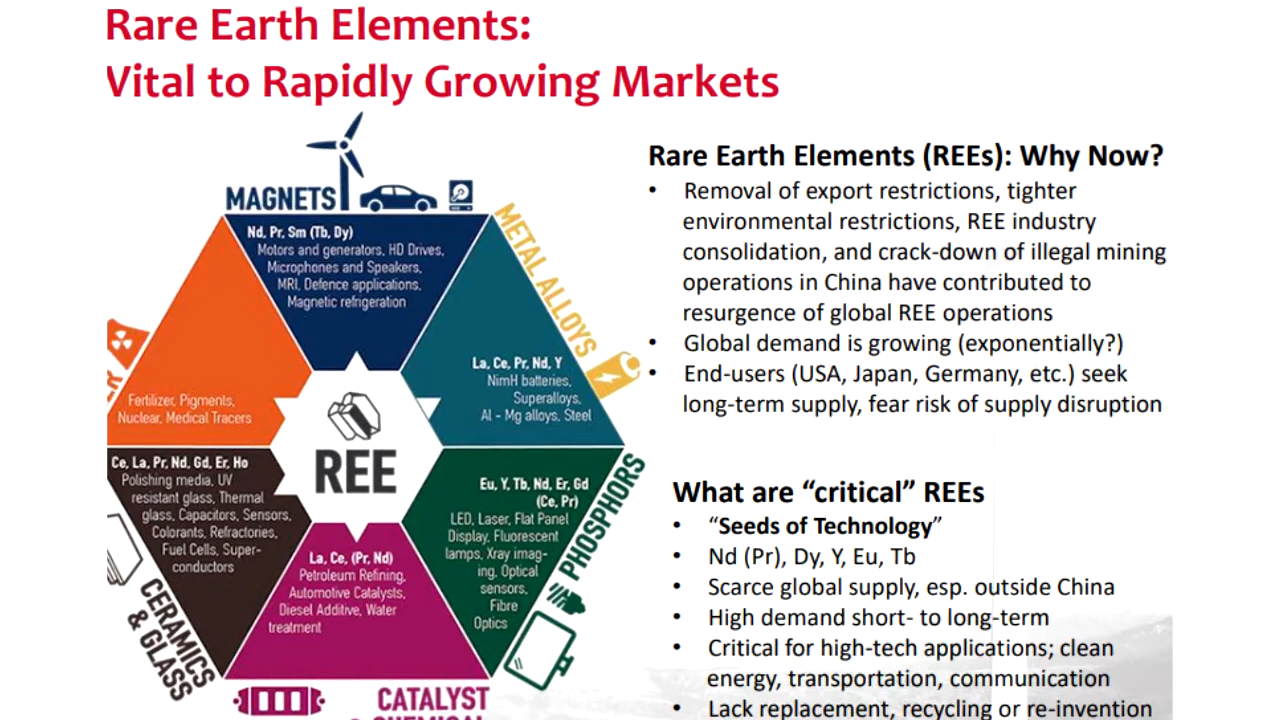 Rare Earth Elements:
Vital to Rapidly Growing Markets
MAGNETS
Nd, Pr, Sm (Tb, Dy)
Motors and generators, HD Drives,
Microphones and Speakers,
MRI, Defence applications,
Magnetic refrigeration
METAL ALLOYS
La, Ce, Pr, Nd, Y
NimH batteries,
Superalloys,
Al - Mg alloys, Steel
Fertilizer, Pigments,
Nuclear, Medical Tracers
REE
Ce, La, Pr, Nd, Gd, Er, Ho
Polishing media, UV
resistant glass, Thermal
glass, Capacitors, Sensors,
Colorants, Refractories,
Fuel Cells, Super-
conductors
CERAMICS
& GLASS
Eu, Y, Tb, Nd, Er, Gd
(Ce, Pr)
LED, Laser, Flat Panel
Display, Fluorescent
lamps, Xray imag-
ing, Optical
sensors,
Fibre
Optics
PHOSPHORS
La, Ce, (Pr, Nd)
Petroleum Refining,
Automotive Catalysts,
Diesel Additive, Water
treatment
CATALYST
Rare Earth Elements (REEs): Why Now?
• Removal of export restrictions, tighter
environmental restrictions, REE industry
consolidation, and crack-down of illegal mining
operations in China have contributed to
resurgence of global REE operations
• Global demand is growing (exponentially?)
• End-users (USA, Japan, Germany, etc.) seek
long-term supply, fear risk of supply disruption
What are “critical” REEs
• “Seeds of Technology”
• Nd (Pr), Dy, Y, Eu, Tb
• Scarce global supply, esp. outside China
• High demand short- to long-term
• Critical for high-tech applications; clean
energy, transportation, communication
• Lack replacement, recycling or re-invention